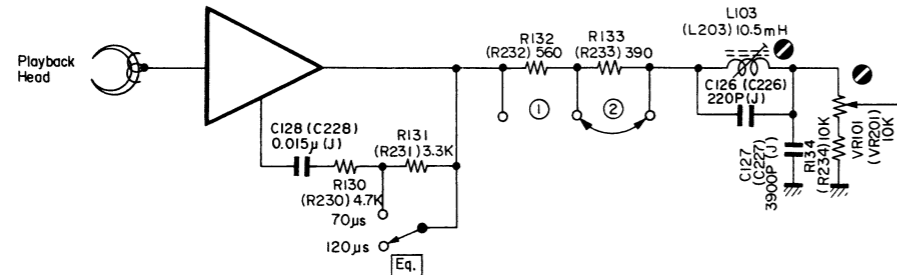 Playback
Head
C128 (C228)
0.015μ(J)
R130
(R230) 4.7K
R131
(R231) 3.3K
70μs
120μs
Eq.
R132
(R232) 560
①
R133
(R233) 390
②
L103
(L203) 10.5mH
C126 (C226)
220P(J)
C127
(C227)
3900P(J)
R134
(R234) 10K
VR101
(VR201)
10K